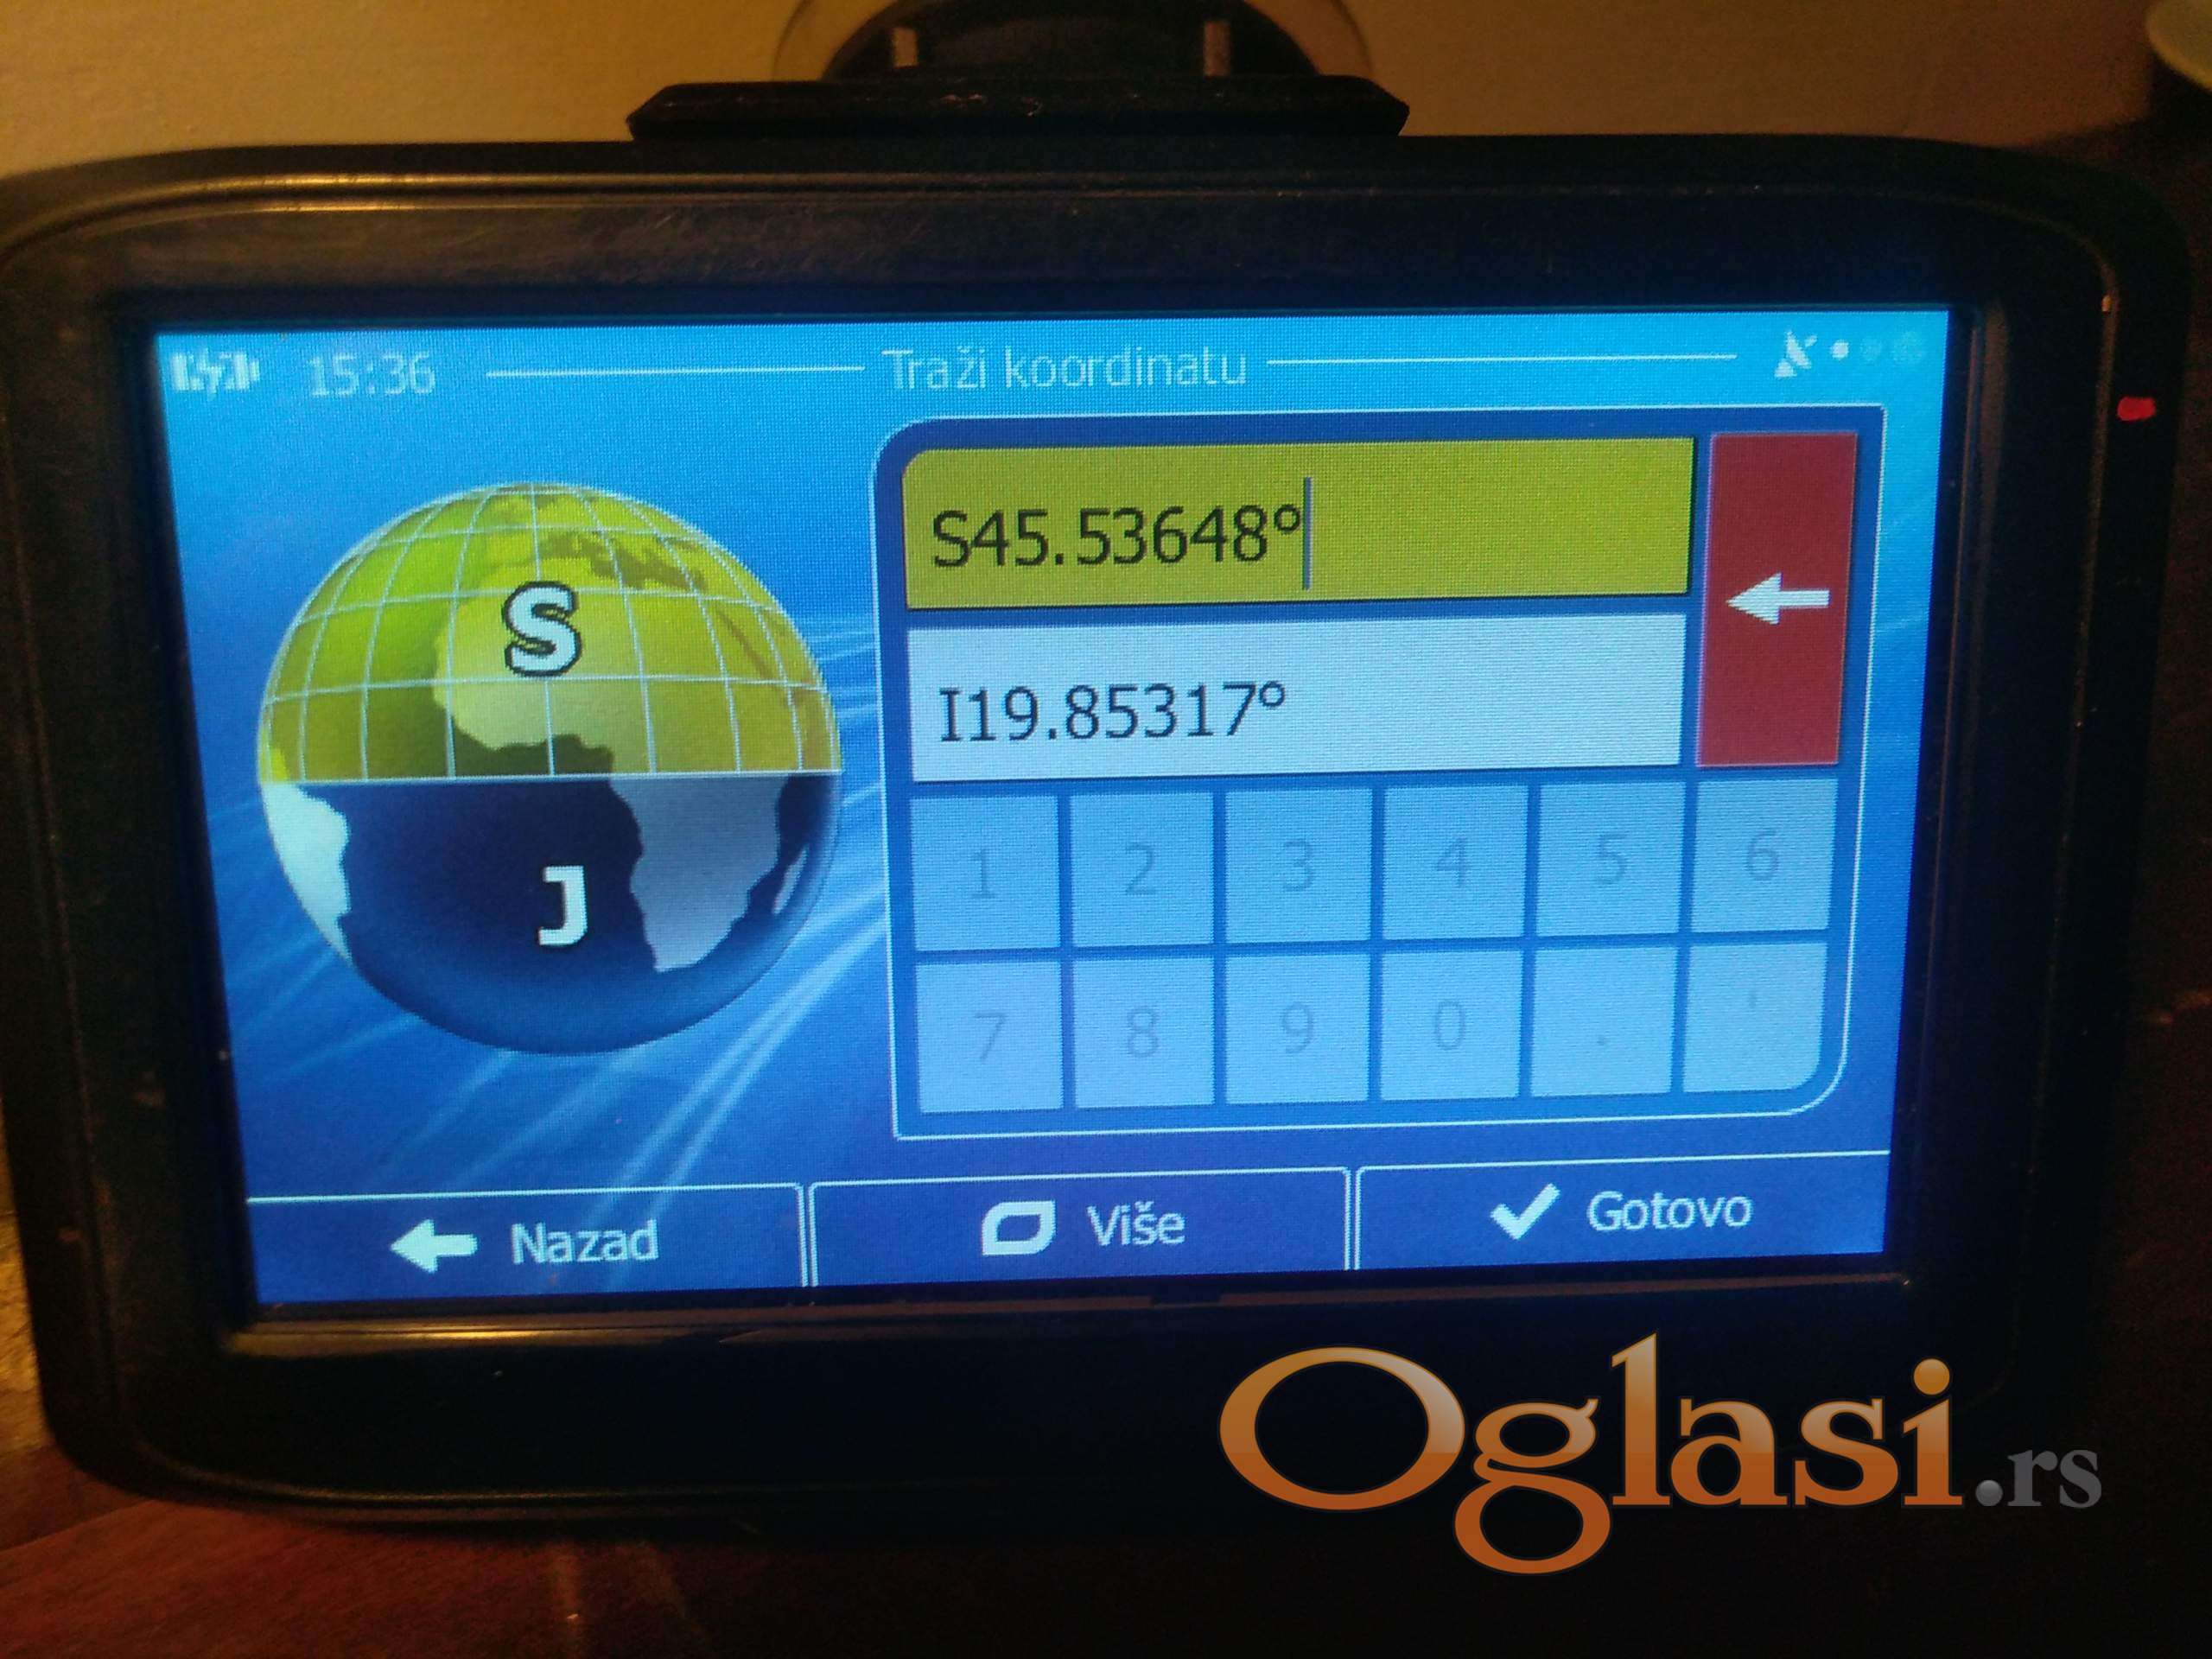 15:36 Traži koordinatu
S45.53648°
I19.85317°
S
J
1 2 3 4 5 6
7 8 9 0 . '
Nazad Više Gotovo
Oglasi.rs